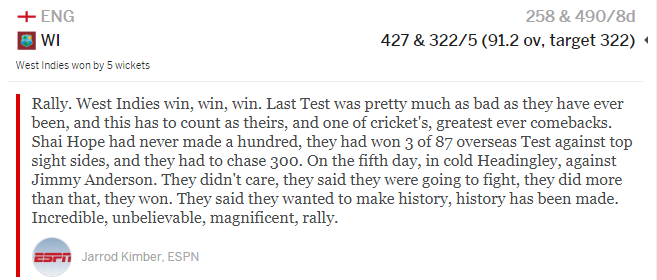 ENG 258 & 490/8d
WI 427 & 322/5 (91.2 ov, target 322)
West Indies won by 5 wickets
Rally. West Indies win, win, win. Last Test was pretty much as bad as they have ever
been, and this has to count as theirs, and one of cricket's, greatest ever comebacks.
Shai Hope had never made a hundred, they had won 3 of 87 overseas Test against top
sight sides, and they had to chase 300. On the fifth day, in cold Headingley, against
Jimmy Anderson. They didn't care, they said they were going to fight, they did more
than that, they won. They said they wanted to make history, history has been made.
Incredible, unbelievable, magnificent, rally.
ESPN Jarrod Kimber, ESPN